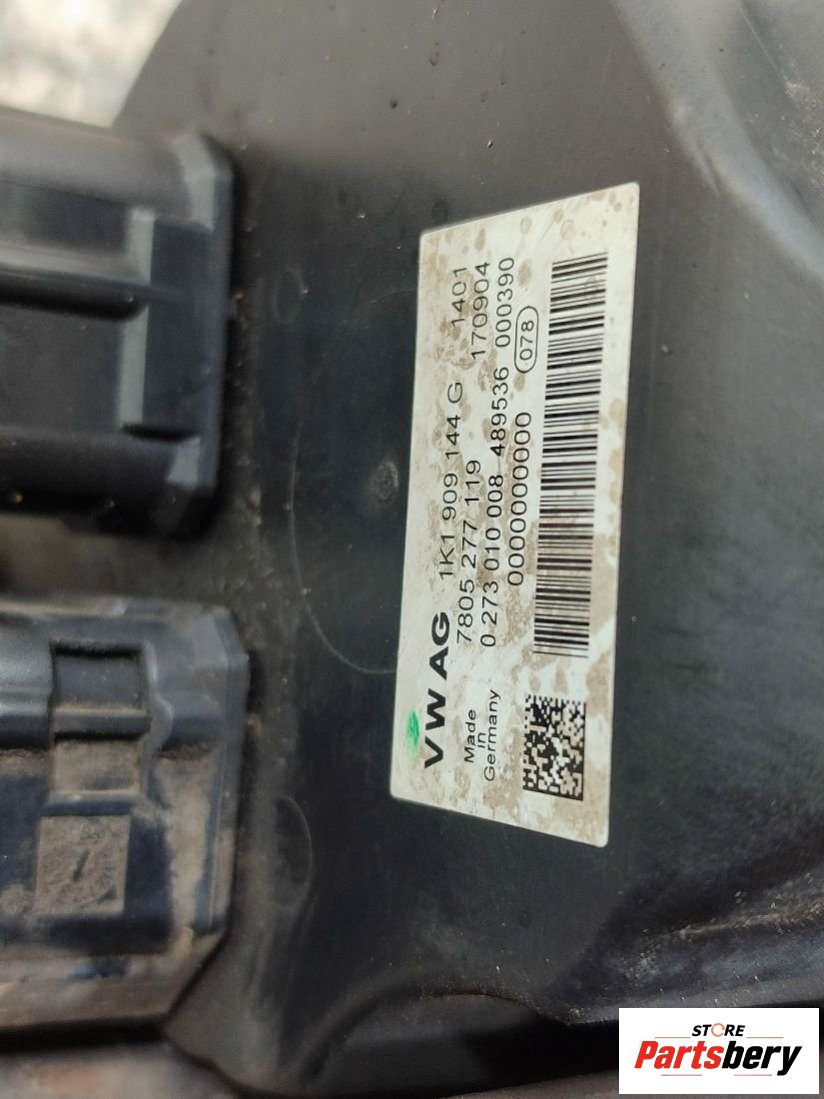 VW AG 1K1 909 144 G 1401
7805 277 119 170904
0 273 010 008 489536 000390
0000000000 078
Made
in
Germany
STORE
Partsbery